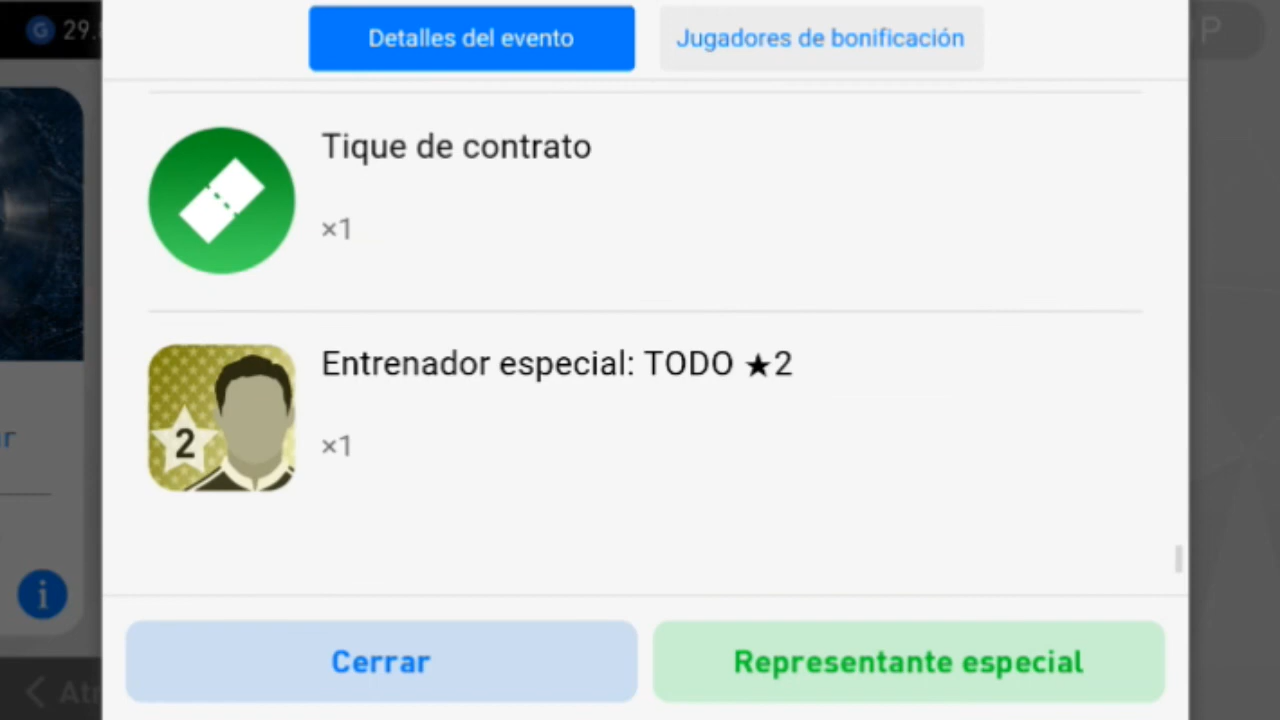 29.
Detalles del evento
Jugadores de bonificación
P
Tique de contrato
×1
Entrenador especial: TODO ★2
2
×1
i
Cerrar
Representante especial